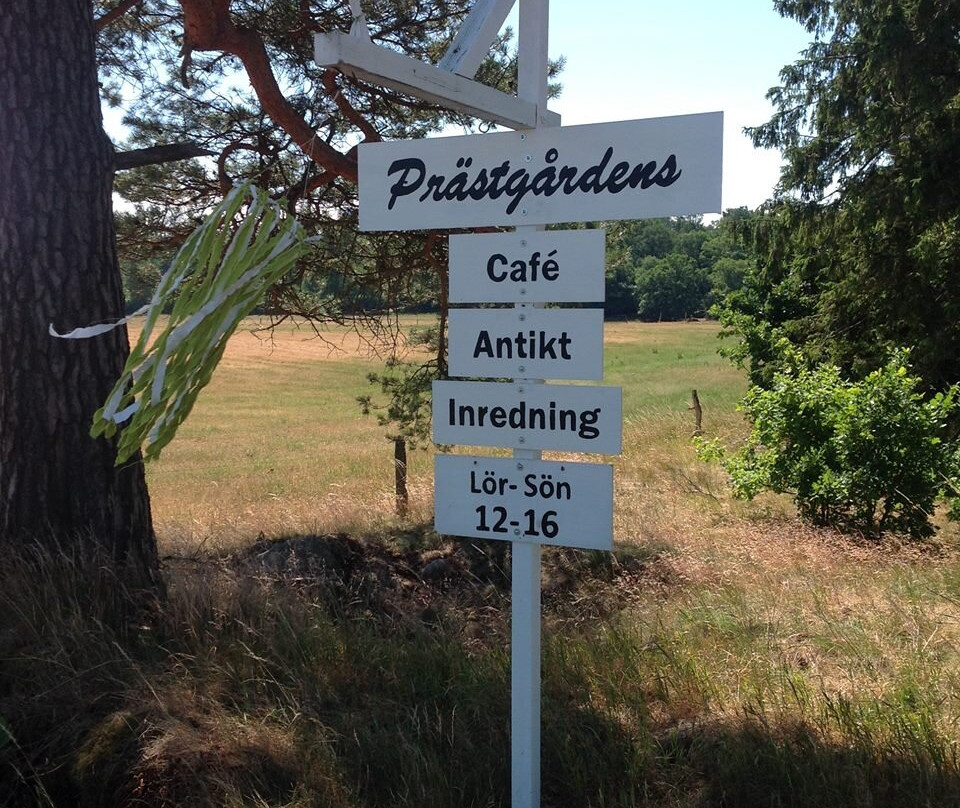 Prästgårdens
Café
Antikt
Inredning
Lör- Sön
12-16